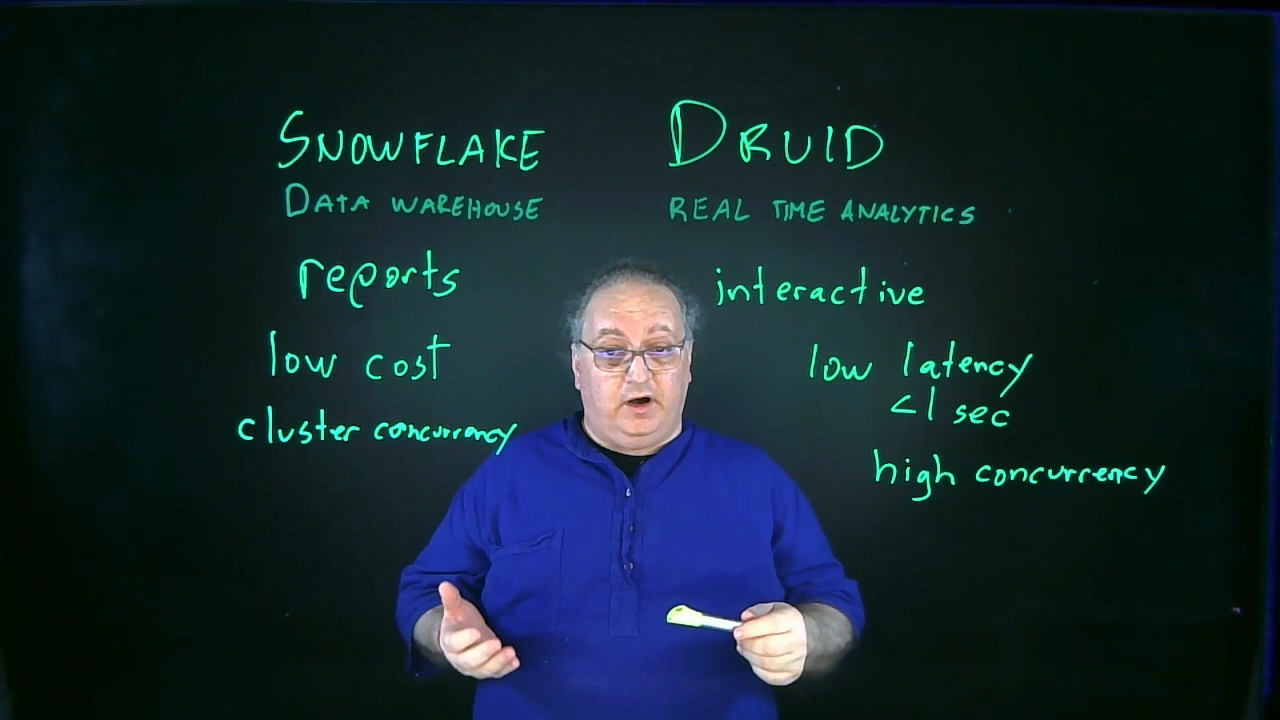 SNOWFLAKE
DATA WAREHOUSE
reports
low cost
cluster concurrency
DRUID
REAL TIME ANALYTICS
interactive
low latency
<1 sec
high concurrency